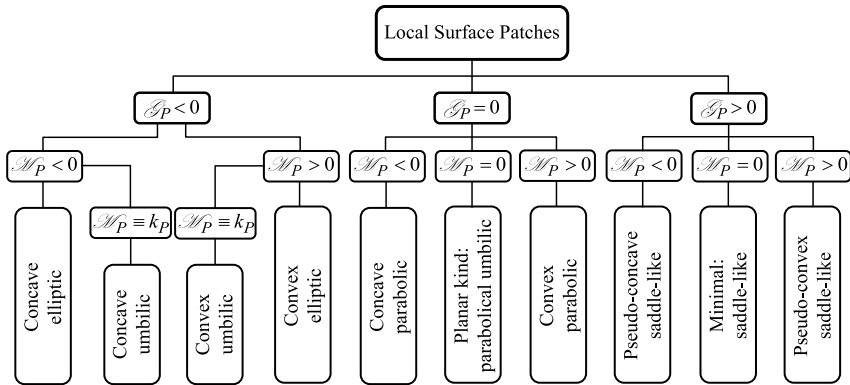 Local Surface Patches
𝒢P < 0
𝒢P = 0
𝒢P > 0
ℳP < 0
ℳP > 0
ℳP < 0
ℳP = 0
ℳP > 0
ℳP < 0
ℳP = 0
ℳP > 0
ℳP ≡ kP
ℳP ≡ kP
Concave
elliptic
Concave
umbilic
Convex
umbilic
Convex
elliptic
Concave
parabolic
Planar kind:
parabolical umbilic
Convex
parabolic
Pseudo-concave
saddle-like
Minimal:
saddle-like
Pseudo-convex
saddle-like